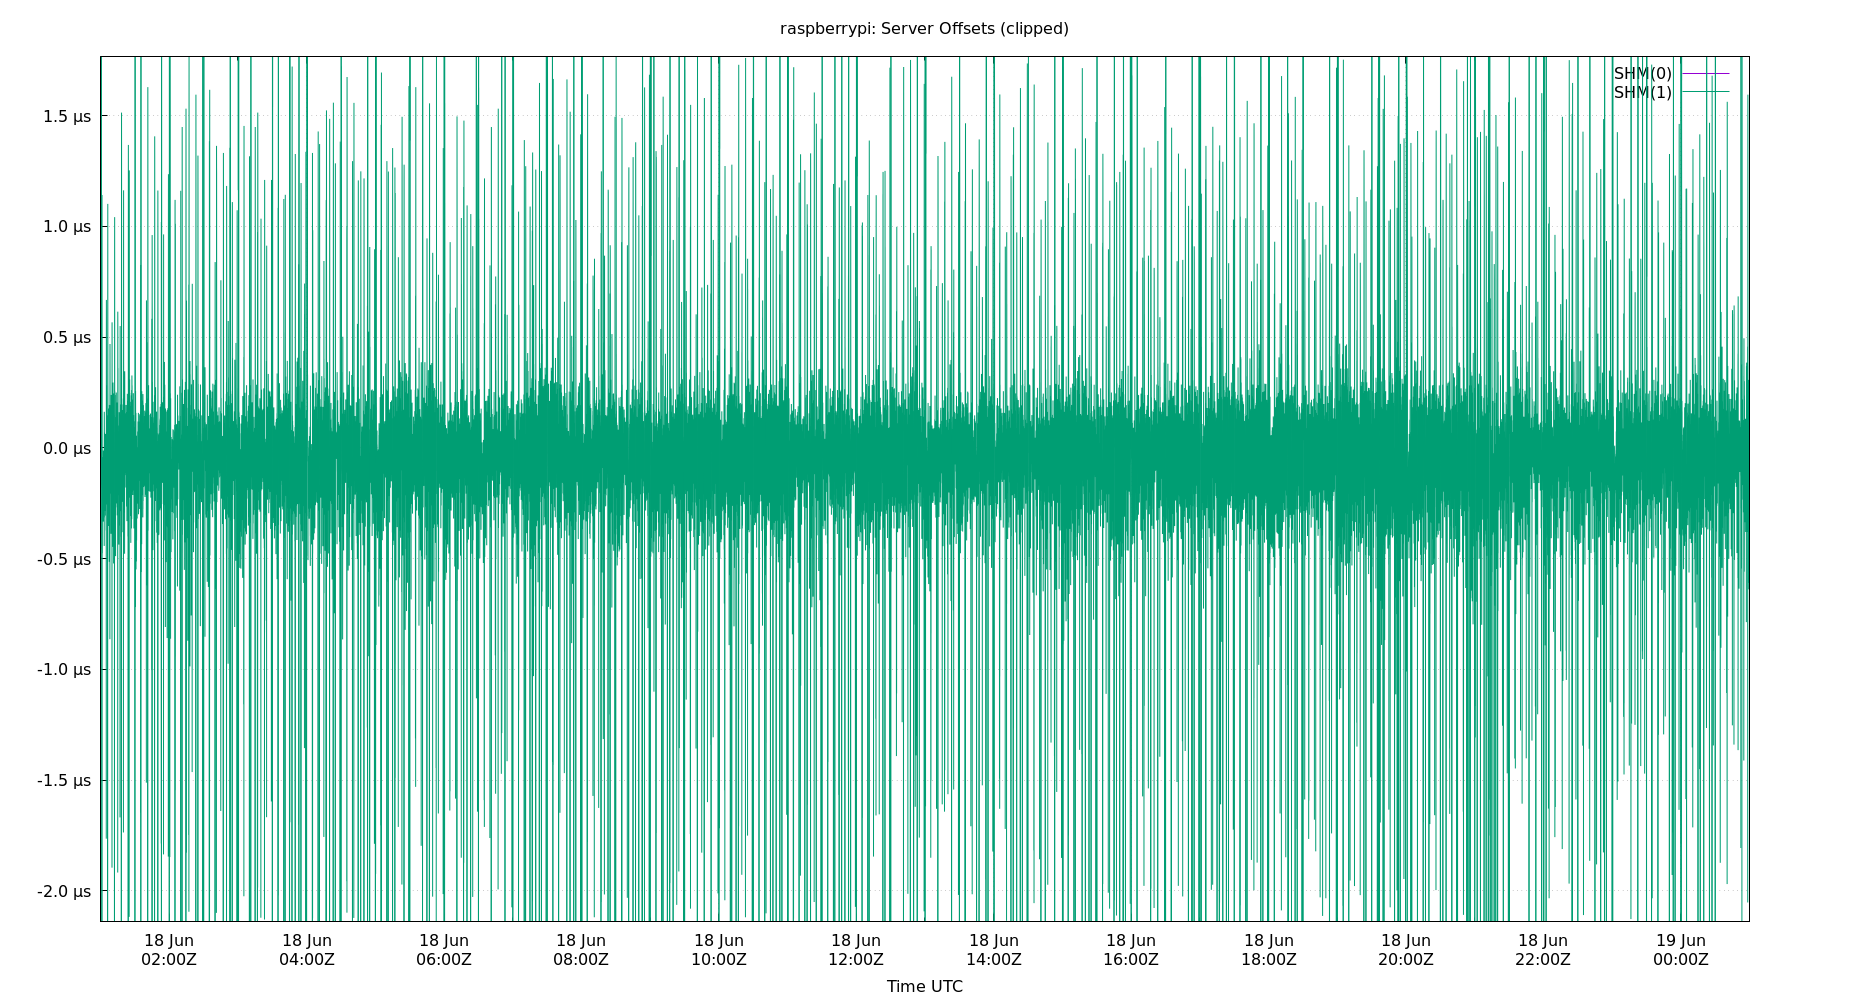 raspberrypi: Server Offsets (clipped)
SHM(0)
SHM(1)
1.5 µs
1.0 µs
0.5 µs
0.0 µs
-0.5 µs
-1.0 µs
-1.5 µs
-2.0 µs
18 Jun 18 Jun 18 Jun 18 Jun 18 Jun 18 Jun 18 Jun 18 Jun 18 Jun 18 Jun 18 Jun 19 Jun
02:00Z 04:00Z 06:00Z 08:00Z 10:00Z 12:00Z 14:00Z 16:00Z 18:00Z 20:00Z 22:00Z 00:00Z
Time UTC